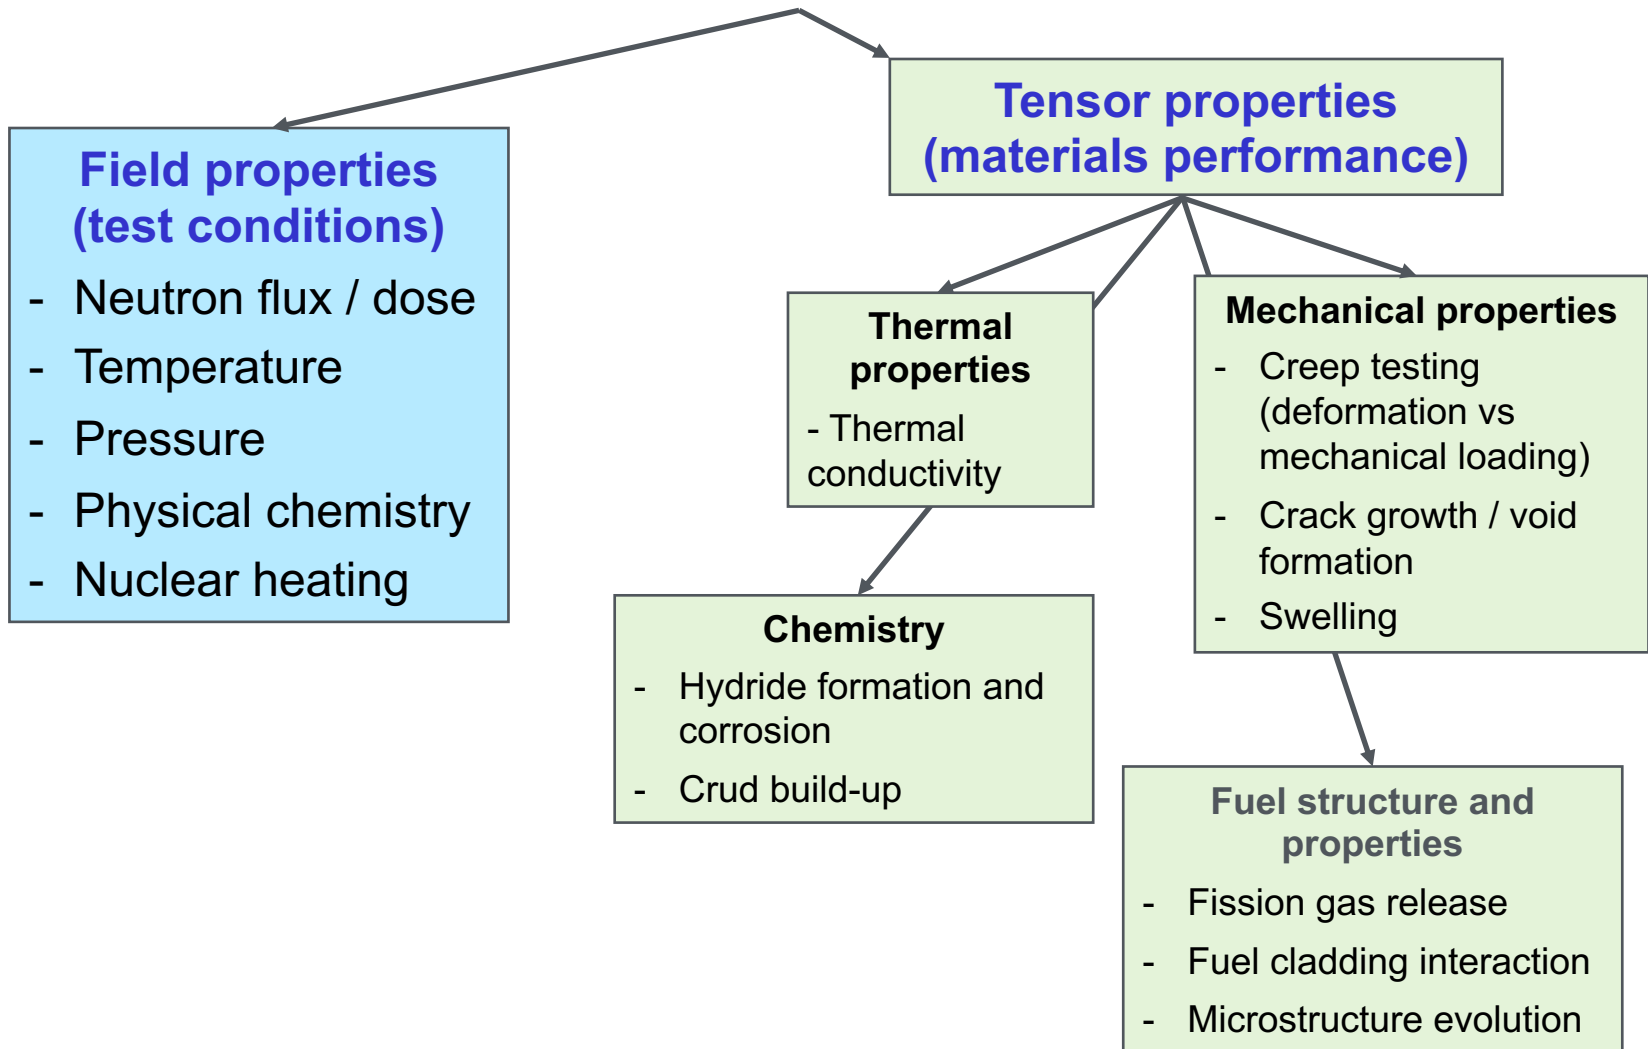 Field properties
(test conditions)
- Neutron flux / dose
- Temperature
- Pressure
- Physical chemistry
- Nuclear heating
Tensor properties
(materials performance)
Thermal
properties
- Thermal
conductivity
Mechanical properties
- Creep testing
(deformation vs
mechanical loading)
- Crack growth / void
formation
- Swelling
Chemistry
- Hydride formation and
corrosion
- Crud build-up
Fuel structure and
properties
- Fission gas release
- Fuel cladding interaction
- Microstructure evolution